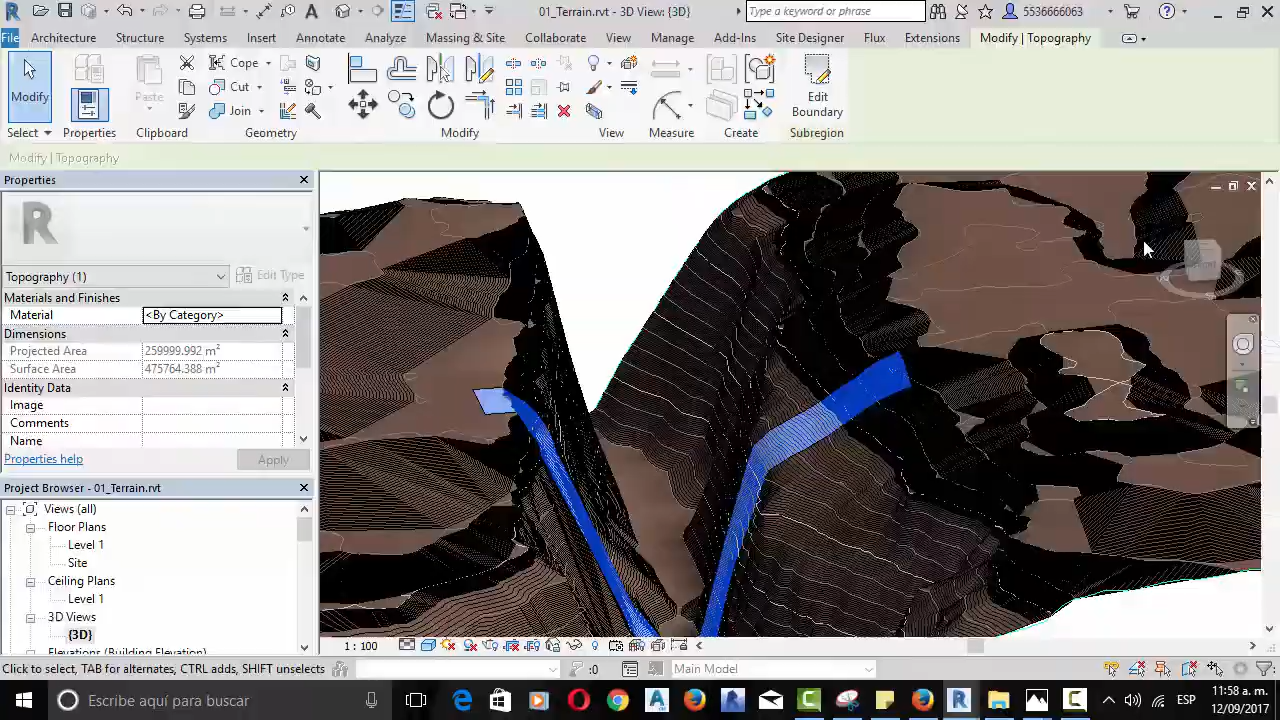 01_Terrain.rvt - 3D View: {3D}
Type a keyword or phrase
5536666063
File Architecture Structure Systems Insert Annotate Analyze Massing & Site Collaborate View Manage Add-Ins Site Designer Flux Extensions Modify | Topography
Modify
Paste
Cope
Cut
Join
Edit
Boundary
Select Properties Clipboard Geometry Modify View Measure Create Subregion
Modify | Topography
Properties
Topography (1)
Edit Type
Materials and Finishes
Material <By Category>
Dimensions
Projected Area 259999.992 m²
Surface Area 475764.388 m²
Identity Data
Image
Comments
Name
Properties help
Apply
Project Browser - 01_Terrain.rvt
Views (all)
Floor Plans
Level 1
Site
Ceiling Plans
Level 1
3D Views
{3D}
Elevations (Building Elevation)
1 : 100
Click to select, TAB for alternates, CTRL adds, SHIFT unselects
:0
Main Model
:0
Escribe aquí para buscar
ESP
11:58 a. m.
12/09/2017